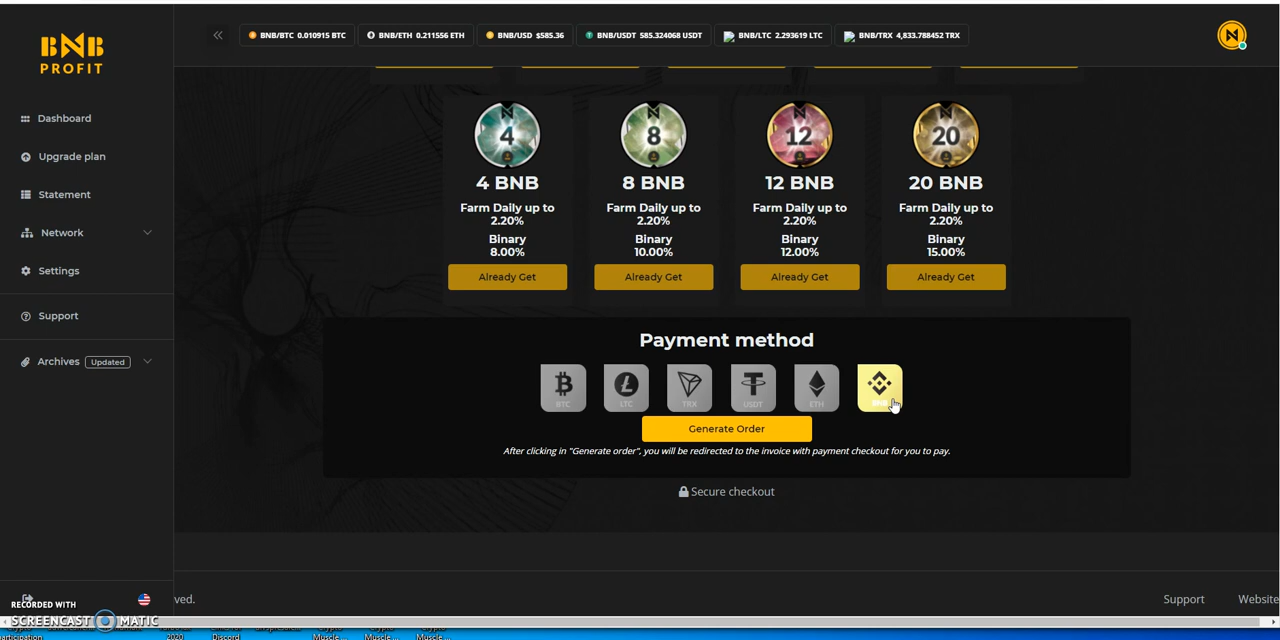 BNB
PROFIT
BNB/BTC 0.010915 BTC
BNB/ETH 0.211556 ETH
BNB/USD $585.36
BNB/USDT 585.324068 USDT
BNB/LTC 2.293619 LTC
BNB/TRX 4,833.788452 TRX
Dashboard
Upgrade plan
Statement
Network
Settings
Support
Archives Updated
4
8
12
20
4 BNB
8 BNB
12 BNB
20 BNB
Farm Daily up to
2.20%
Farm Daily up to
2.20%
Farm Daily up to
2.20%
Farm Daily up to
2.20%
Binary
8.00%
Binary
10.00%
Binary
12.00%
Binary
15.00%
Already Get
Already Get
Already Get
Already Get
Payment method
BTC
LTC
TRX
USDT
ETH
Generate Order
After clicking in "Generate order", you will be redirected to the invoice with payment checkout for you to pay.
Secure checkout
ved.
Support
Website
RECORDED WITH
SCREENCAST MATIC
2020
Discord
Muscle...
Muscle...
Muscle...